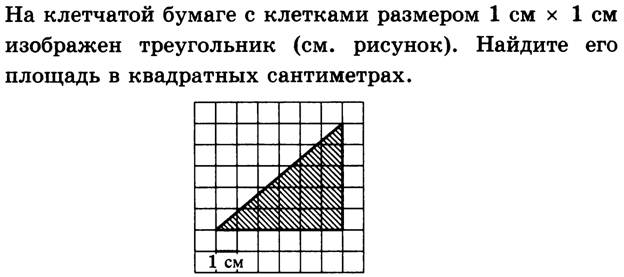 На клетчатой бумаге с клетками размером 1 см × 1 см
изображен треугольник (см. рисунок). Найдите его
площадь в квадратных сантиметрах.
1 см